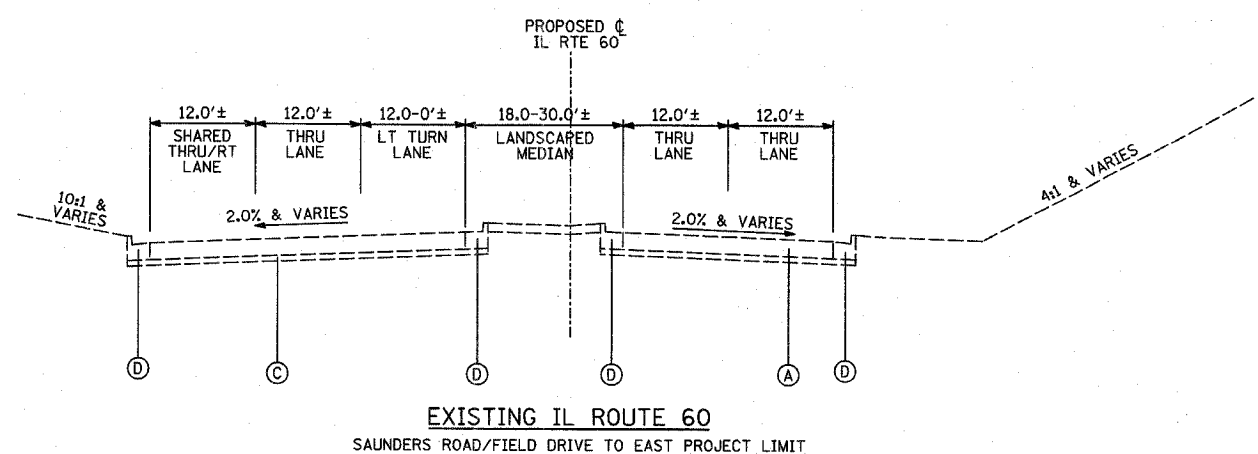 PROPOSED ℄
IL RTE 60
12.0'±
12.0'±
12.0-0'±
18.0-30.0'±
12.0'±
12.0'±
SHARED
THRU/RT
LANE
THRU
LANE
LT TURN
LANE
LANDSCAPED
MEDIAN
THRU
LANE
THRU
LANE
10:1 &
VARIES
2.0% & VARIES
2.0% & VARIES
4:1 & VARIES
D
C
D
D
A
D
EXISTING IL ROUTE 60
SAUNDERS ROAD/FIELD DRIVE TO EAST PROJECT LIMIT